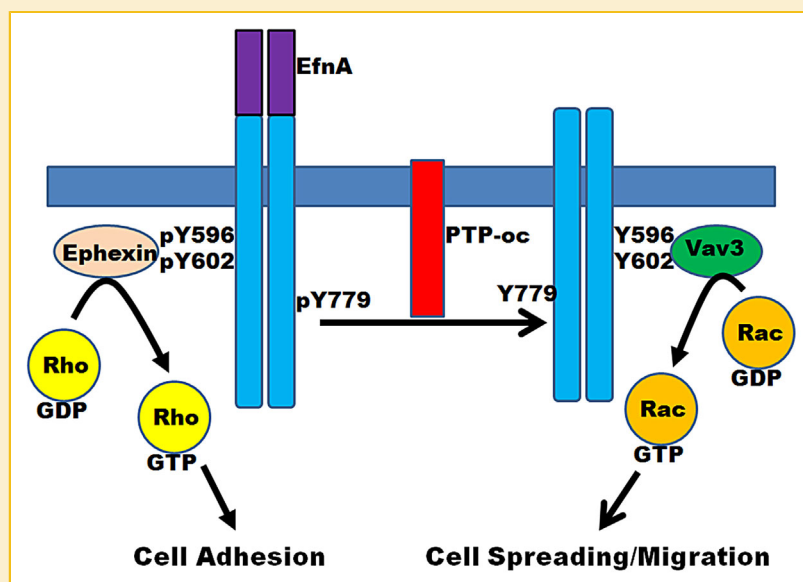 EfnA
Ephexin
pY596
pY602
pY779
PTP-oc
Y779
Y596
Y602
Vav3
Rho
GDP
Rho
GTP
Rac
GDP
Rac
GTP
Cell Adhesion
Cell Spreading/Migration